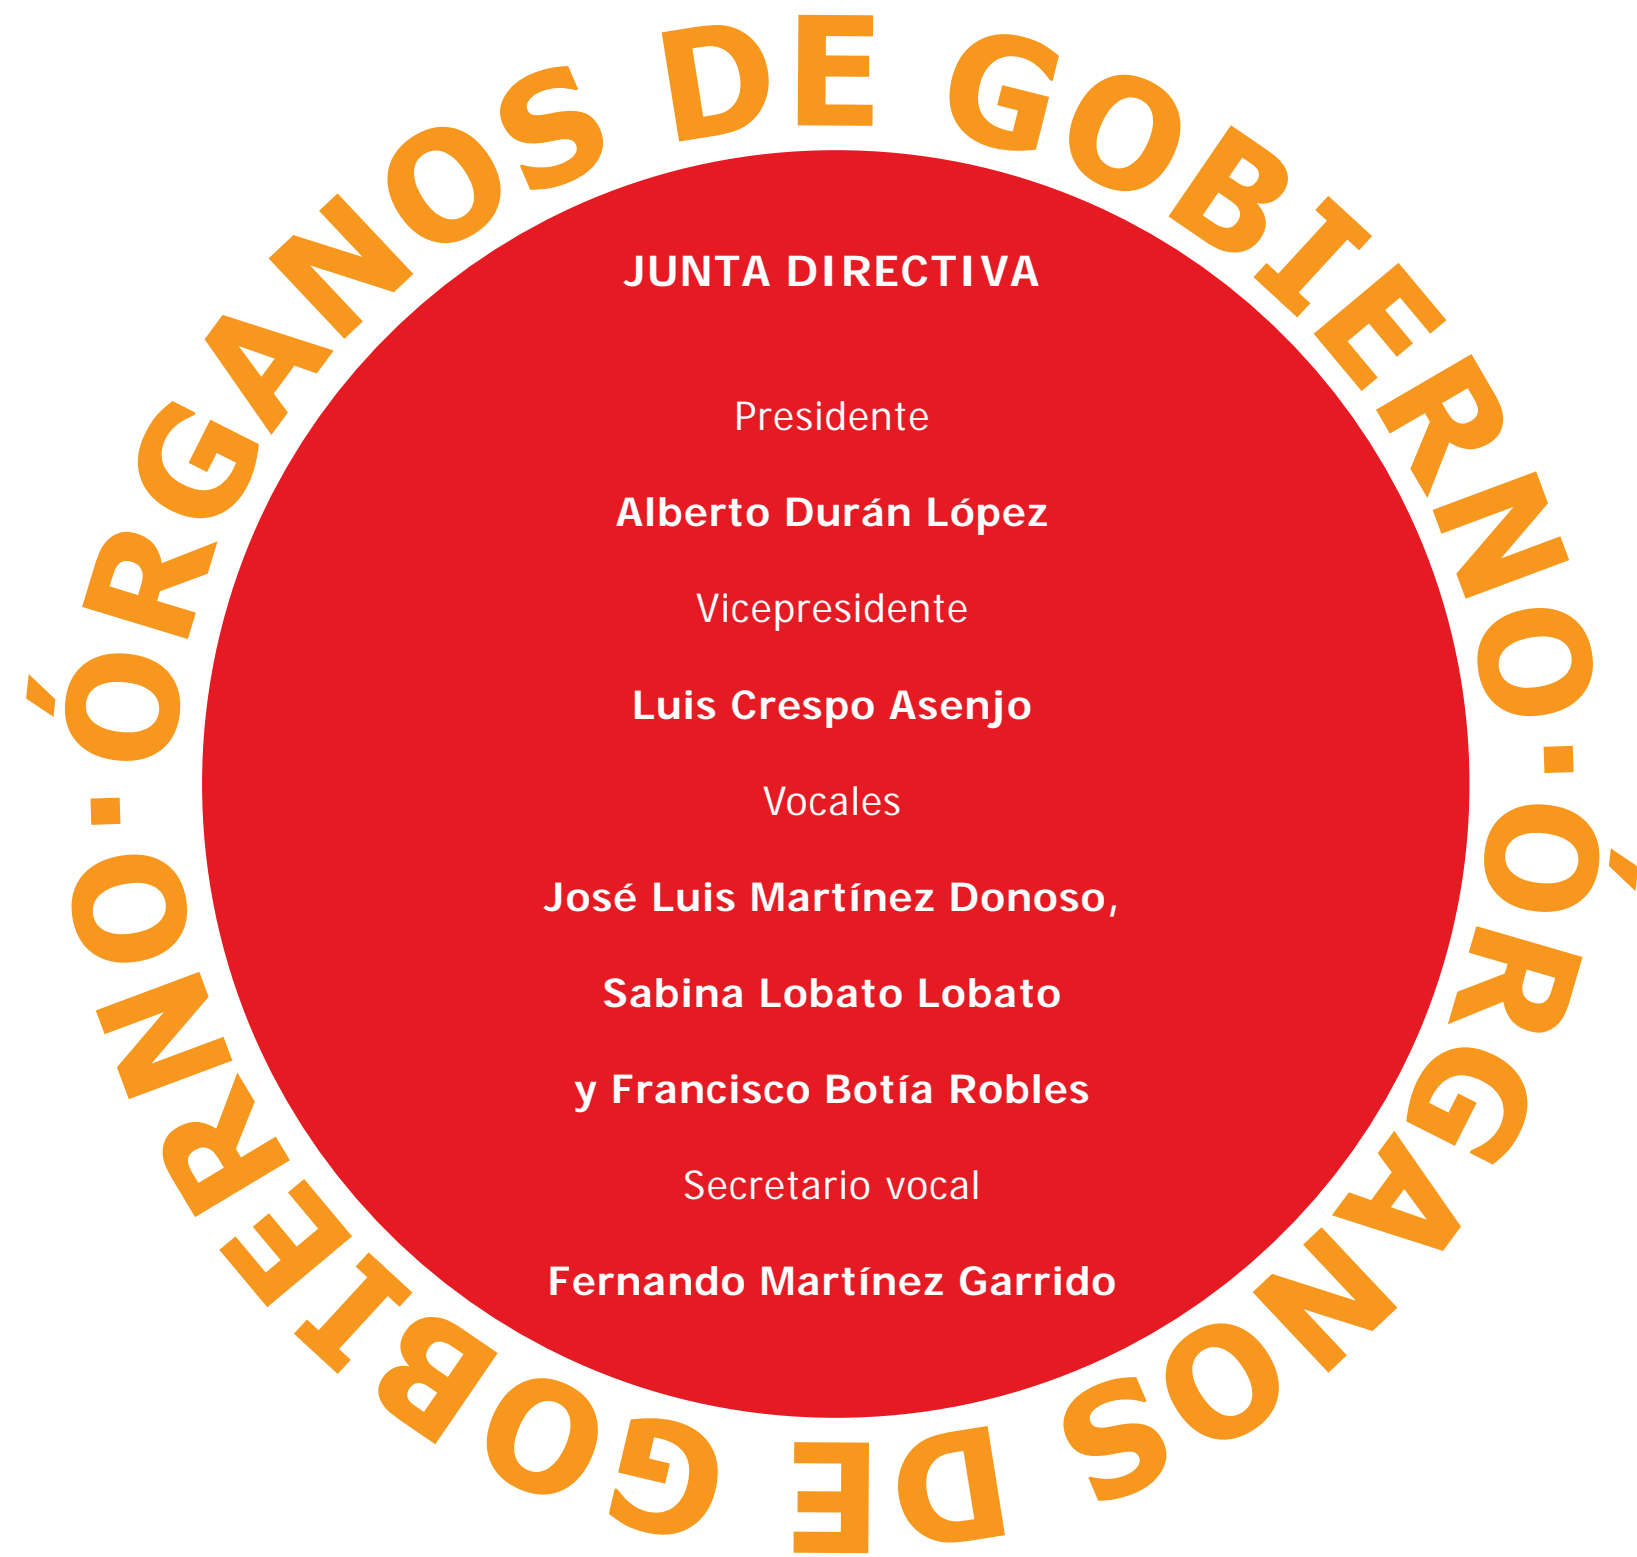 ÓRGANOS DE GOBIERNO · ÓRGANOS DE GOBIERNO ·
JUNTA DIRECTIVA
Presidente
Alberto Durán López
Vicepresidente
Luis Crespo Asenjo
Vocales
José Luis Martínez Donoso,
Sabina Lobato Lobato
y Francisco Botía Robles
Secretario vocal
Fernando Martínez Garrido